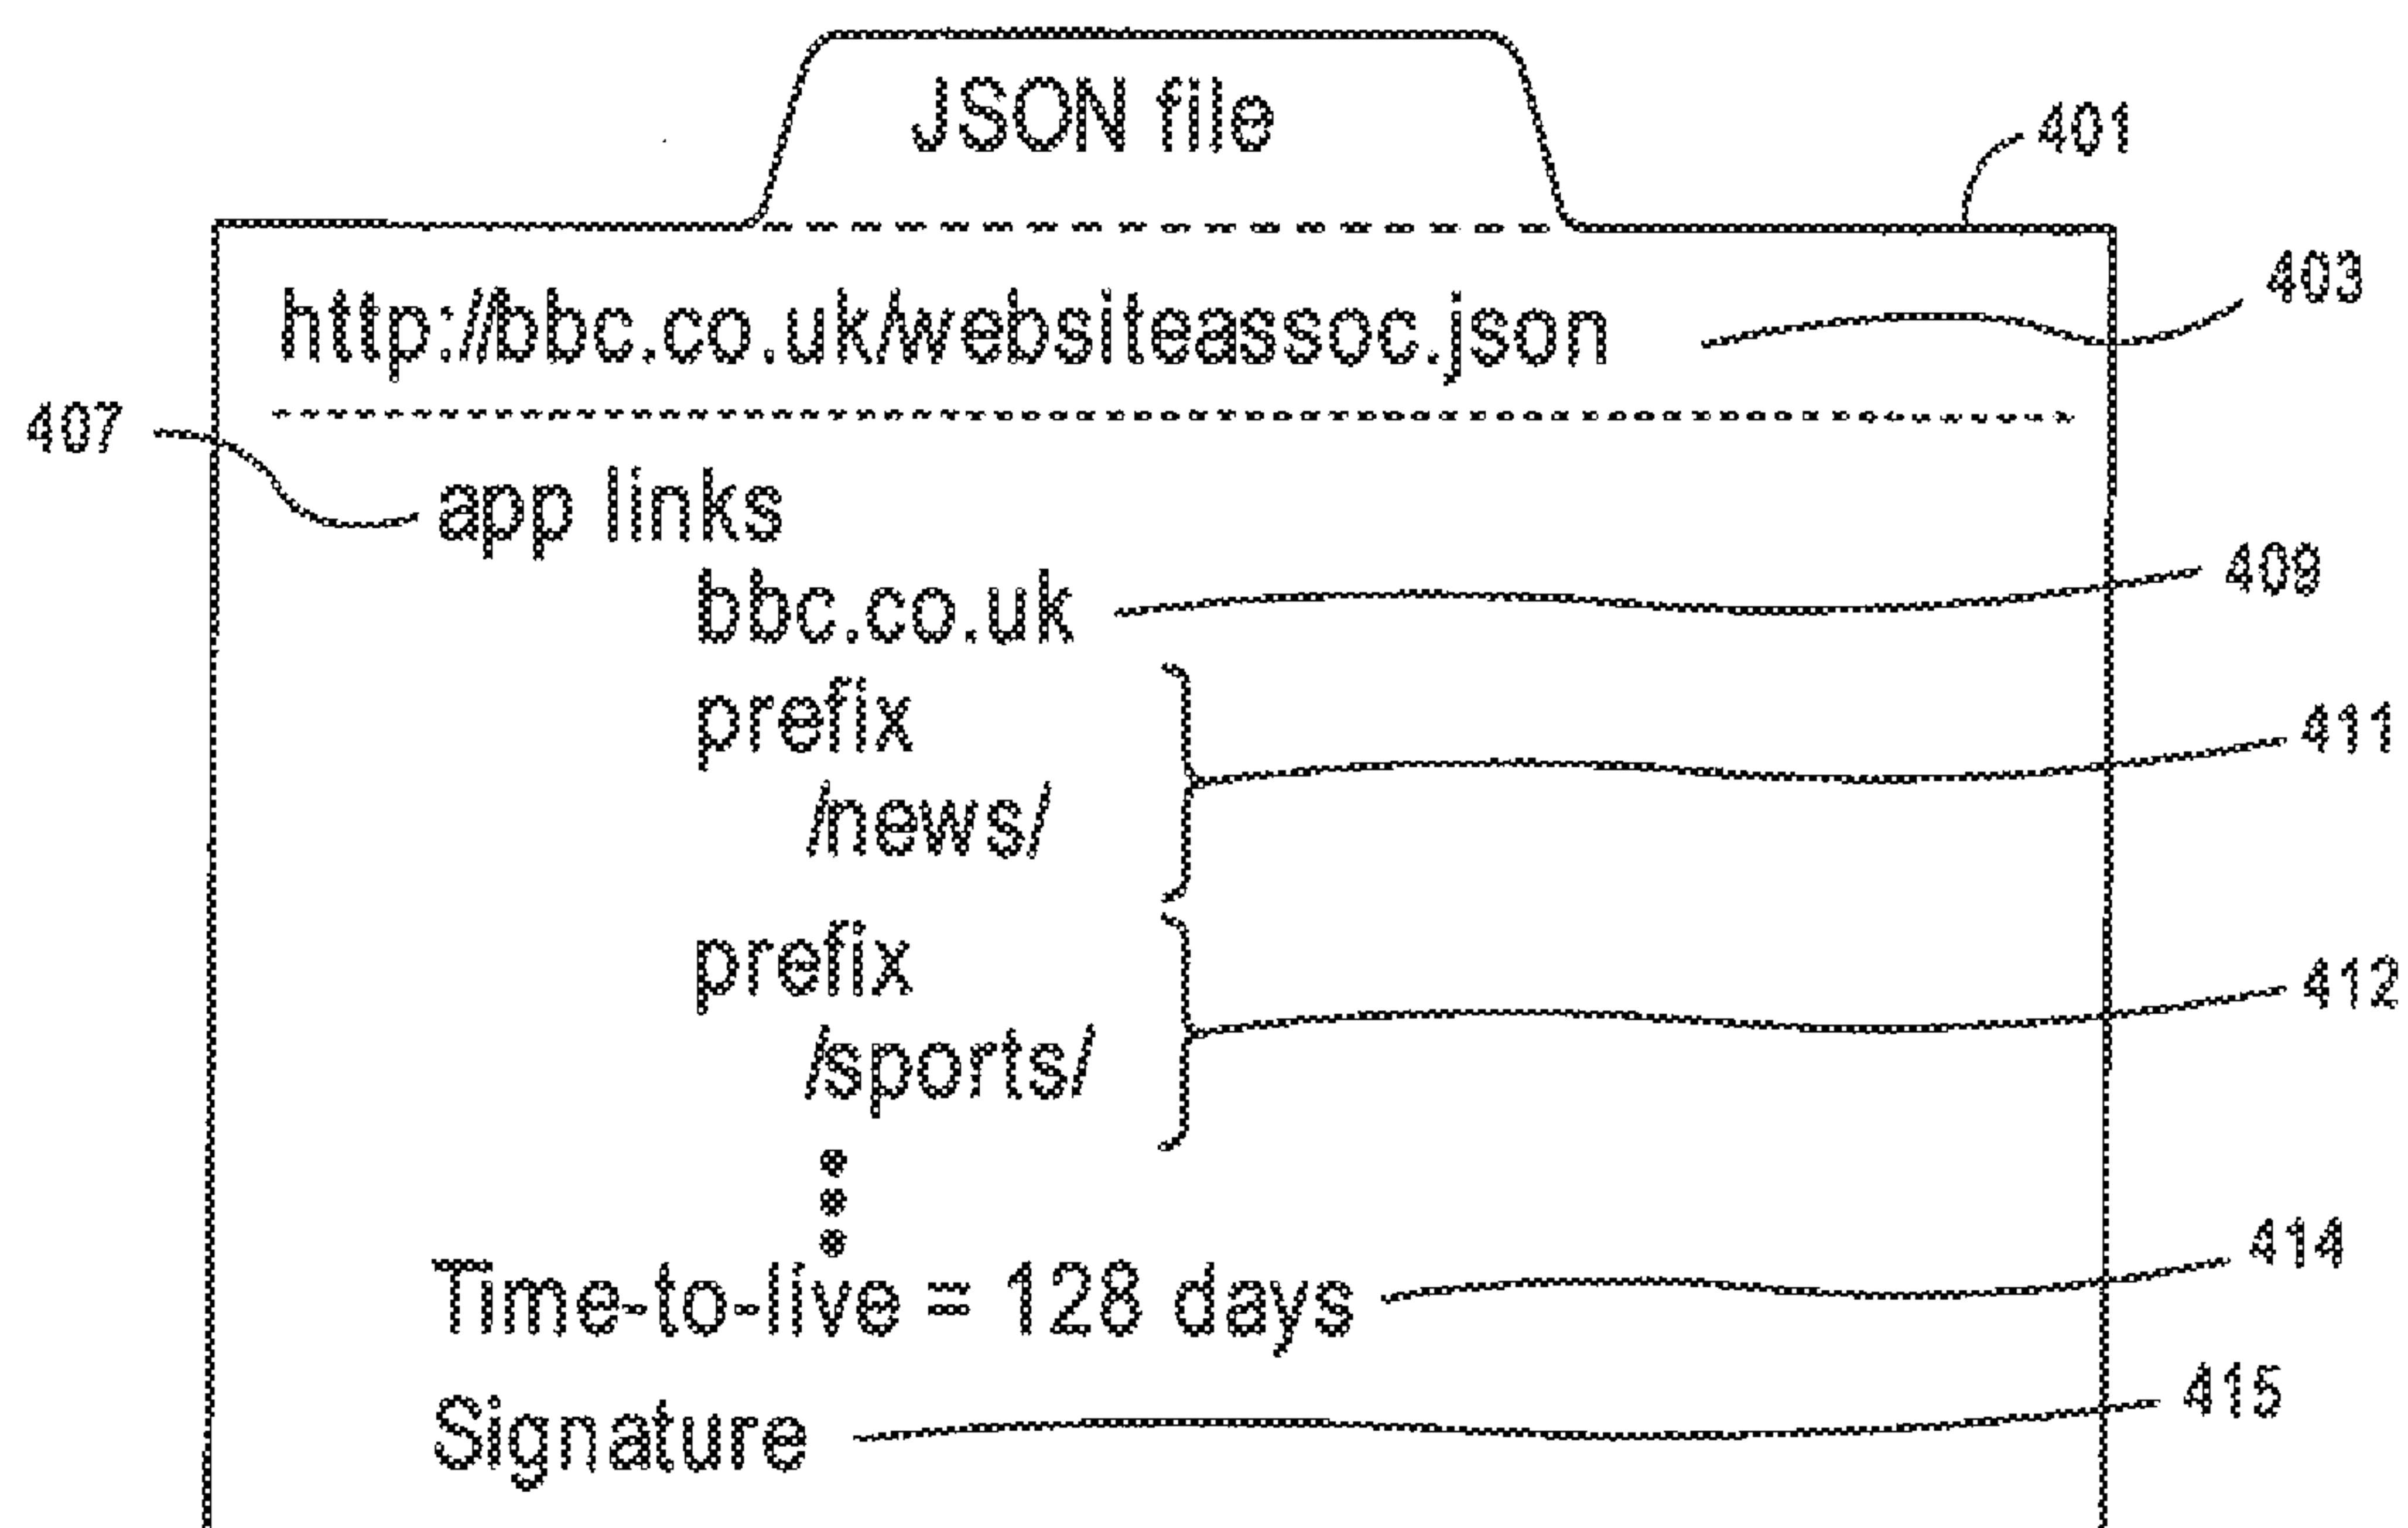 JSON file
401
http://bbc.co.uk/websiteassoc.json
403
407
app links
bbc.co.uk
409
prefix
/news/
411
prefix
/sports/
412
Time-to-live = 128 days
414
Signature
415